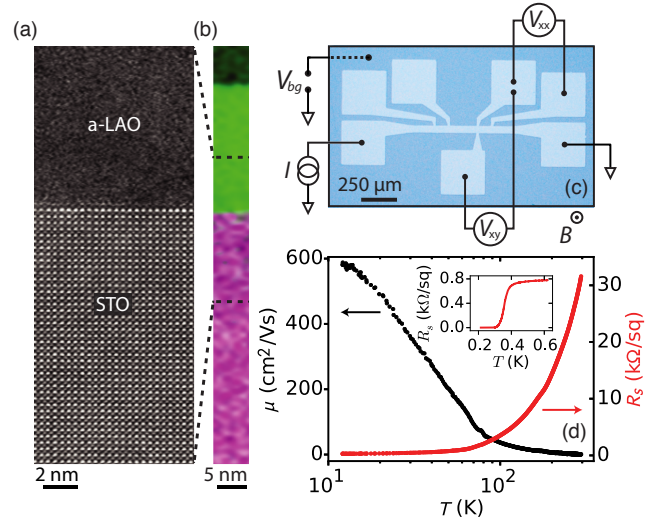 (a)
a-LAO
STO
2 nm
(b)
5 nm
V_bg
I
V_xx
V_xy
250 μm
(c)
B
600
400
200
0
μ (cm²/Vs)
10¹
10²
T (K)
0.8
0.4
0.0
R_s (kΩ/sq)
0.2
0.4
0.6
T (K)
30
20
10
0
R_s (kΩ/sq)
(d)